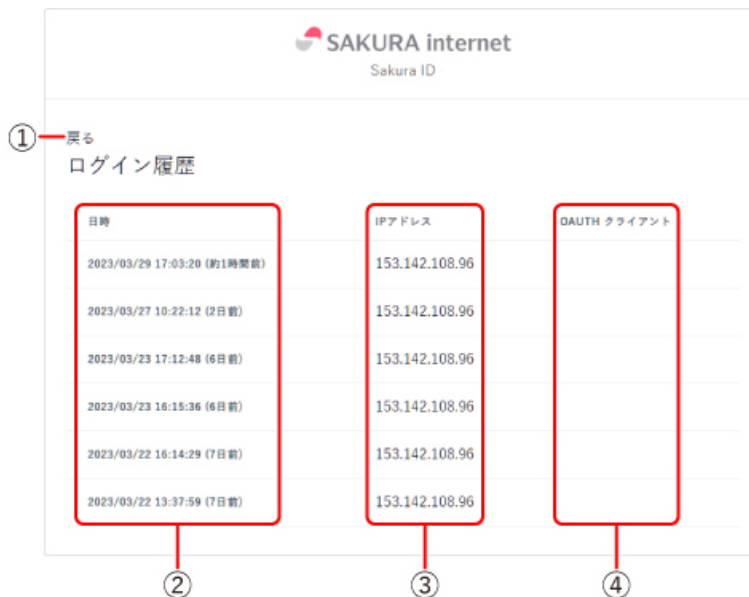 SAKURA internet
Sakura ID
① 戻る
ログイン履歴
日時 IPアドレス OAUTH クライアント
2023/03/29 17:03:20 (約1時間前) 153.142.108.96
2023/03/27 10:22:12 (2日前) 153.142.108.96
2023/03/23 17:12:48 (6日前) 153.142.108.96
2023/03/23 16:15:36 (6日前) 153.142.108.96
2023/03/22 16:14:29 (7日前) 153.142.108.96
2023/03/22 13:37:59 (7日前) 153.142.108.96
② ③ ④